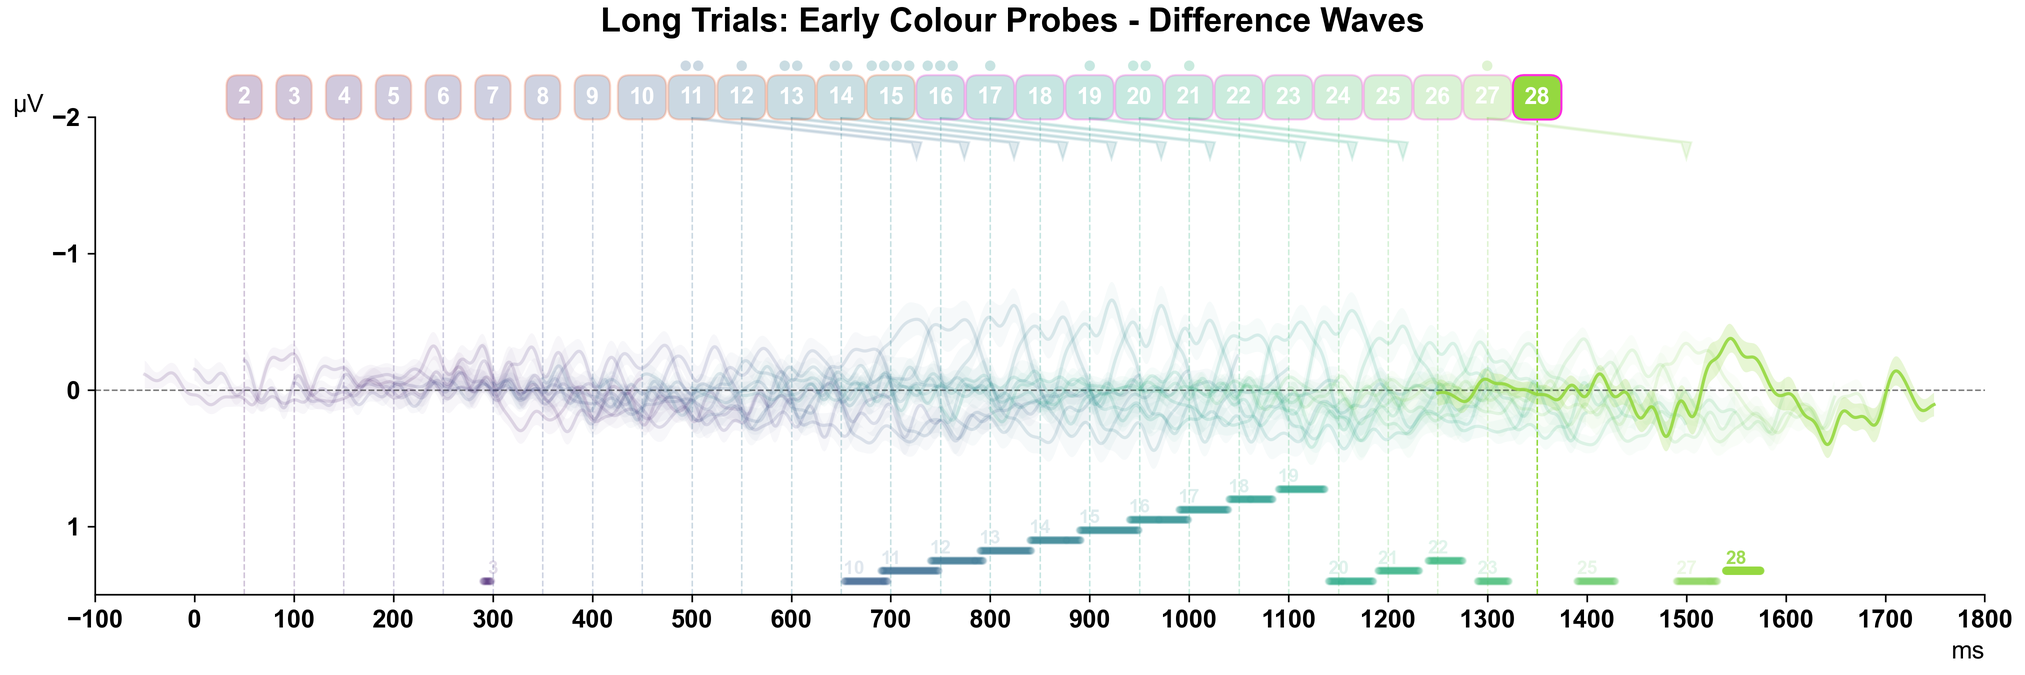 Long Trials: Early Colour Probes - Difference Waves
2 3 4 5 6 7 8 9 10 11 12 13 14 15 16 17 18 19 20 21 22 23 24 25 26 27 28
µV
−2
−1
0
1
19
18
17
16
15
14
13
12 22
11 21 28
3 10 20 23 25 27
−100 0 100 200 300 400 500 600 700 800 900 1000 1100 1200 1300 1400 1500 1600 1700 1800
ms